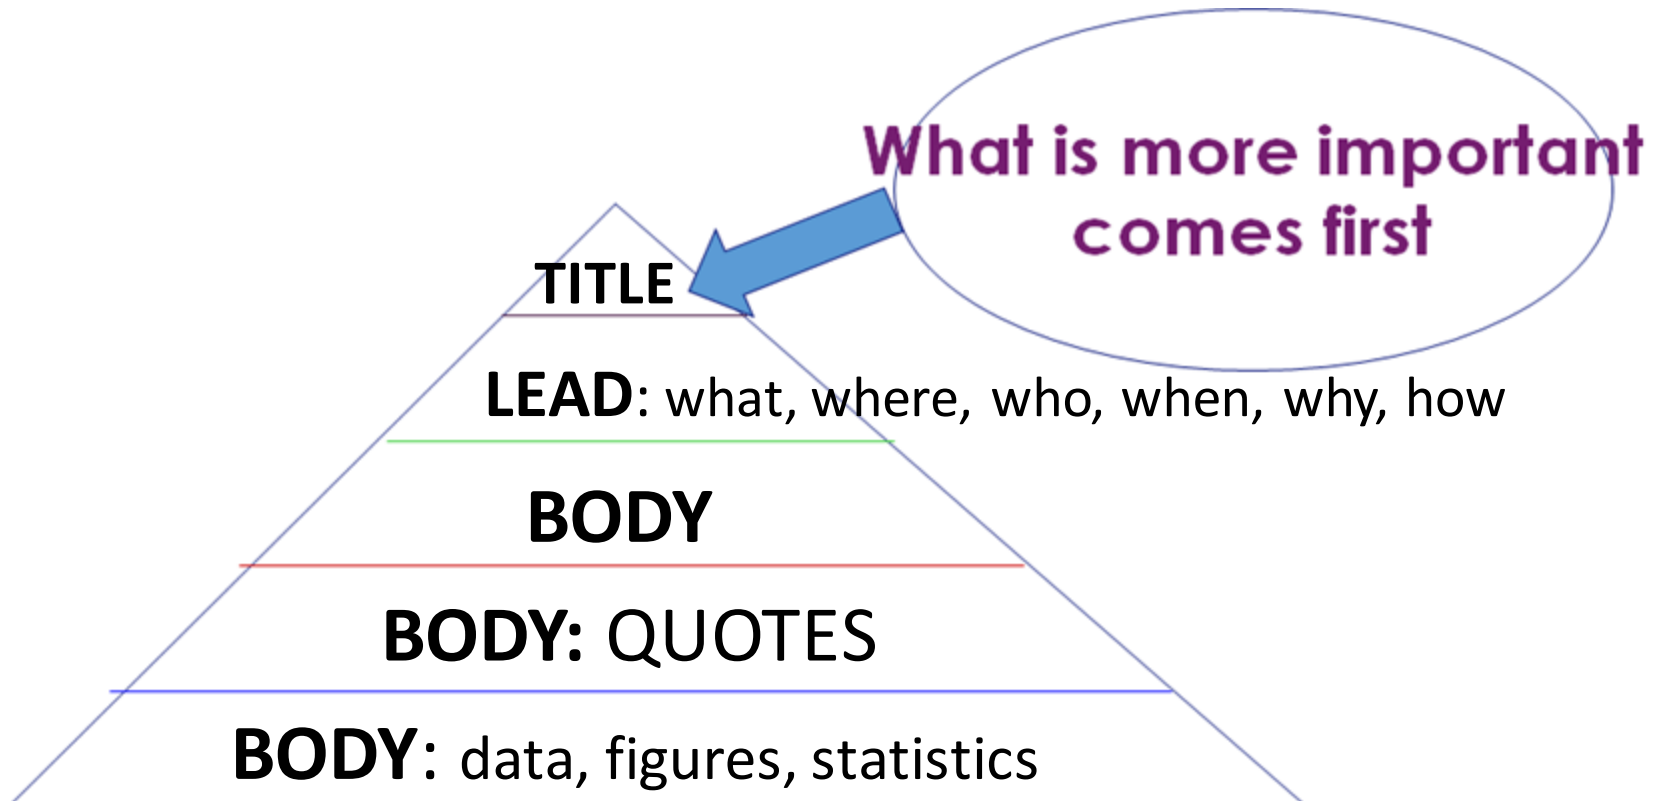 What is more important
comes first
TITLE
LEAD: what, where, who, when, why, how
BODY
BODY: QUOTES
BODY: data, figures, statistics